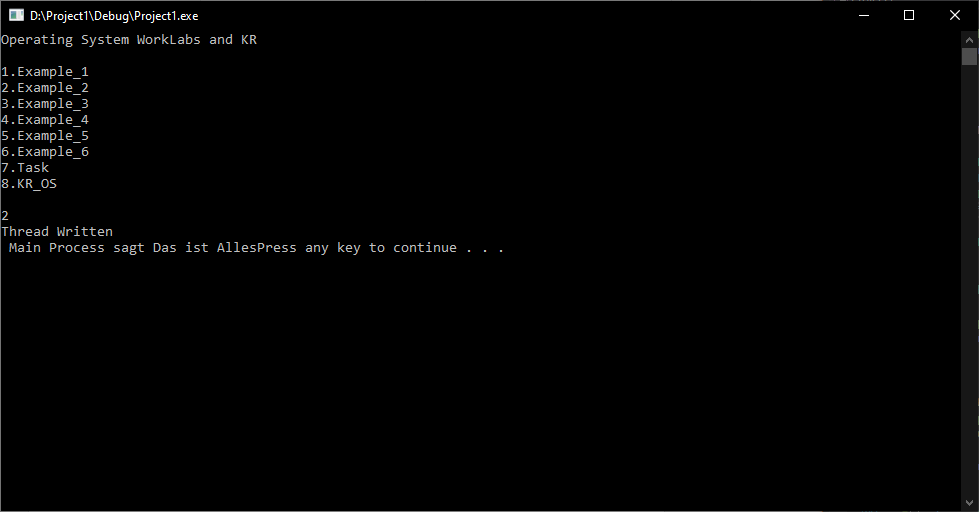 D:\Project1\Debug\Project1.exe
Operating System WorkLabs and KR
1.Example_1
2.Example_2
3.Example_3
4.Example_4
5.Example_5
6.Example_6
7.Task
8.KR_OS
2
Thread Written
Main Process sagt Das ist AllesPress any key to continue . . .